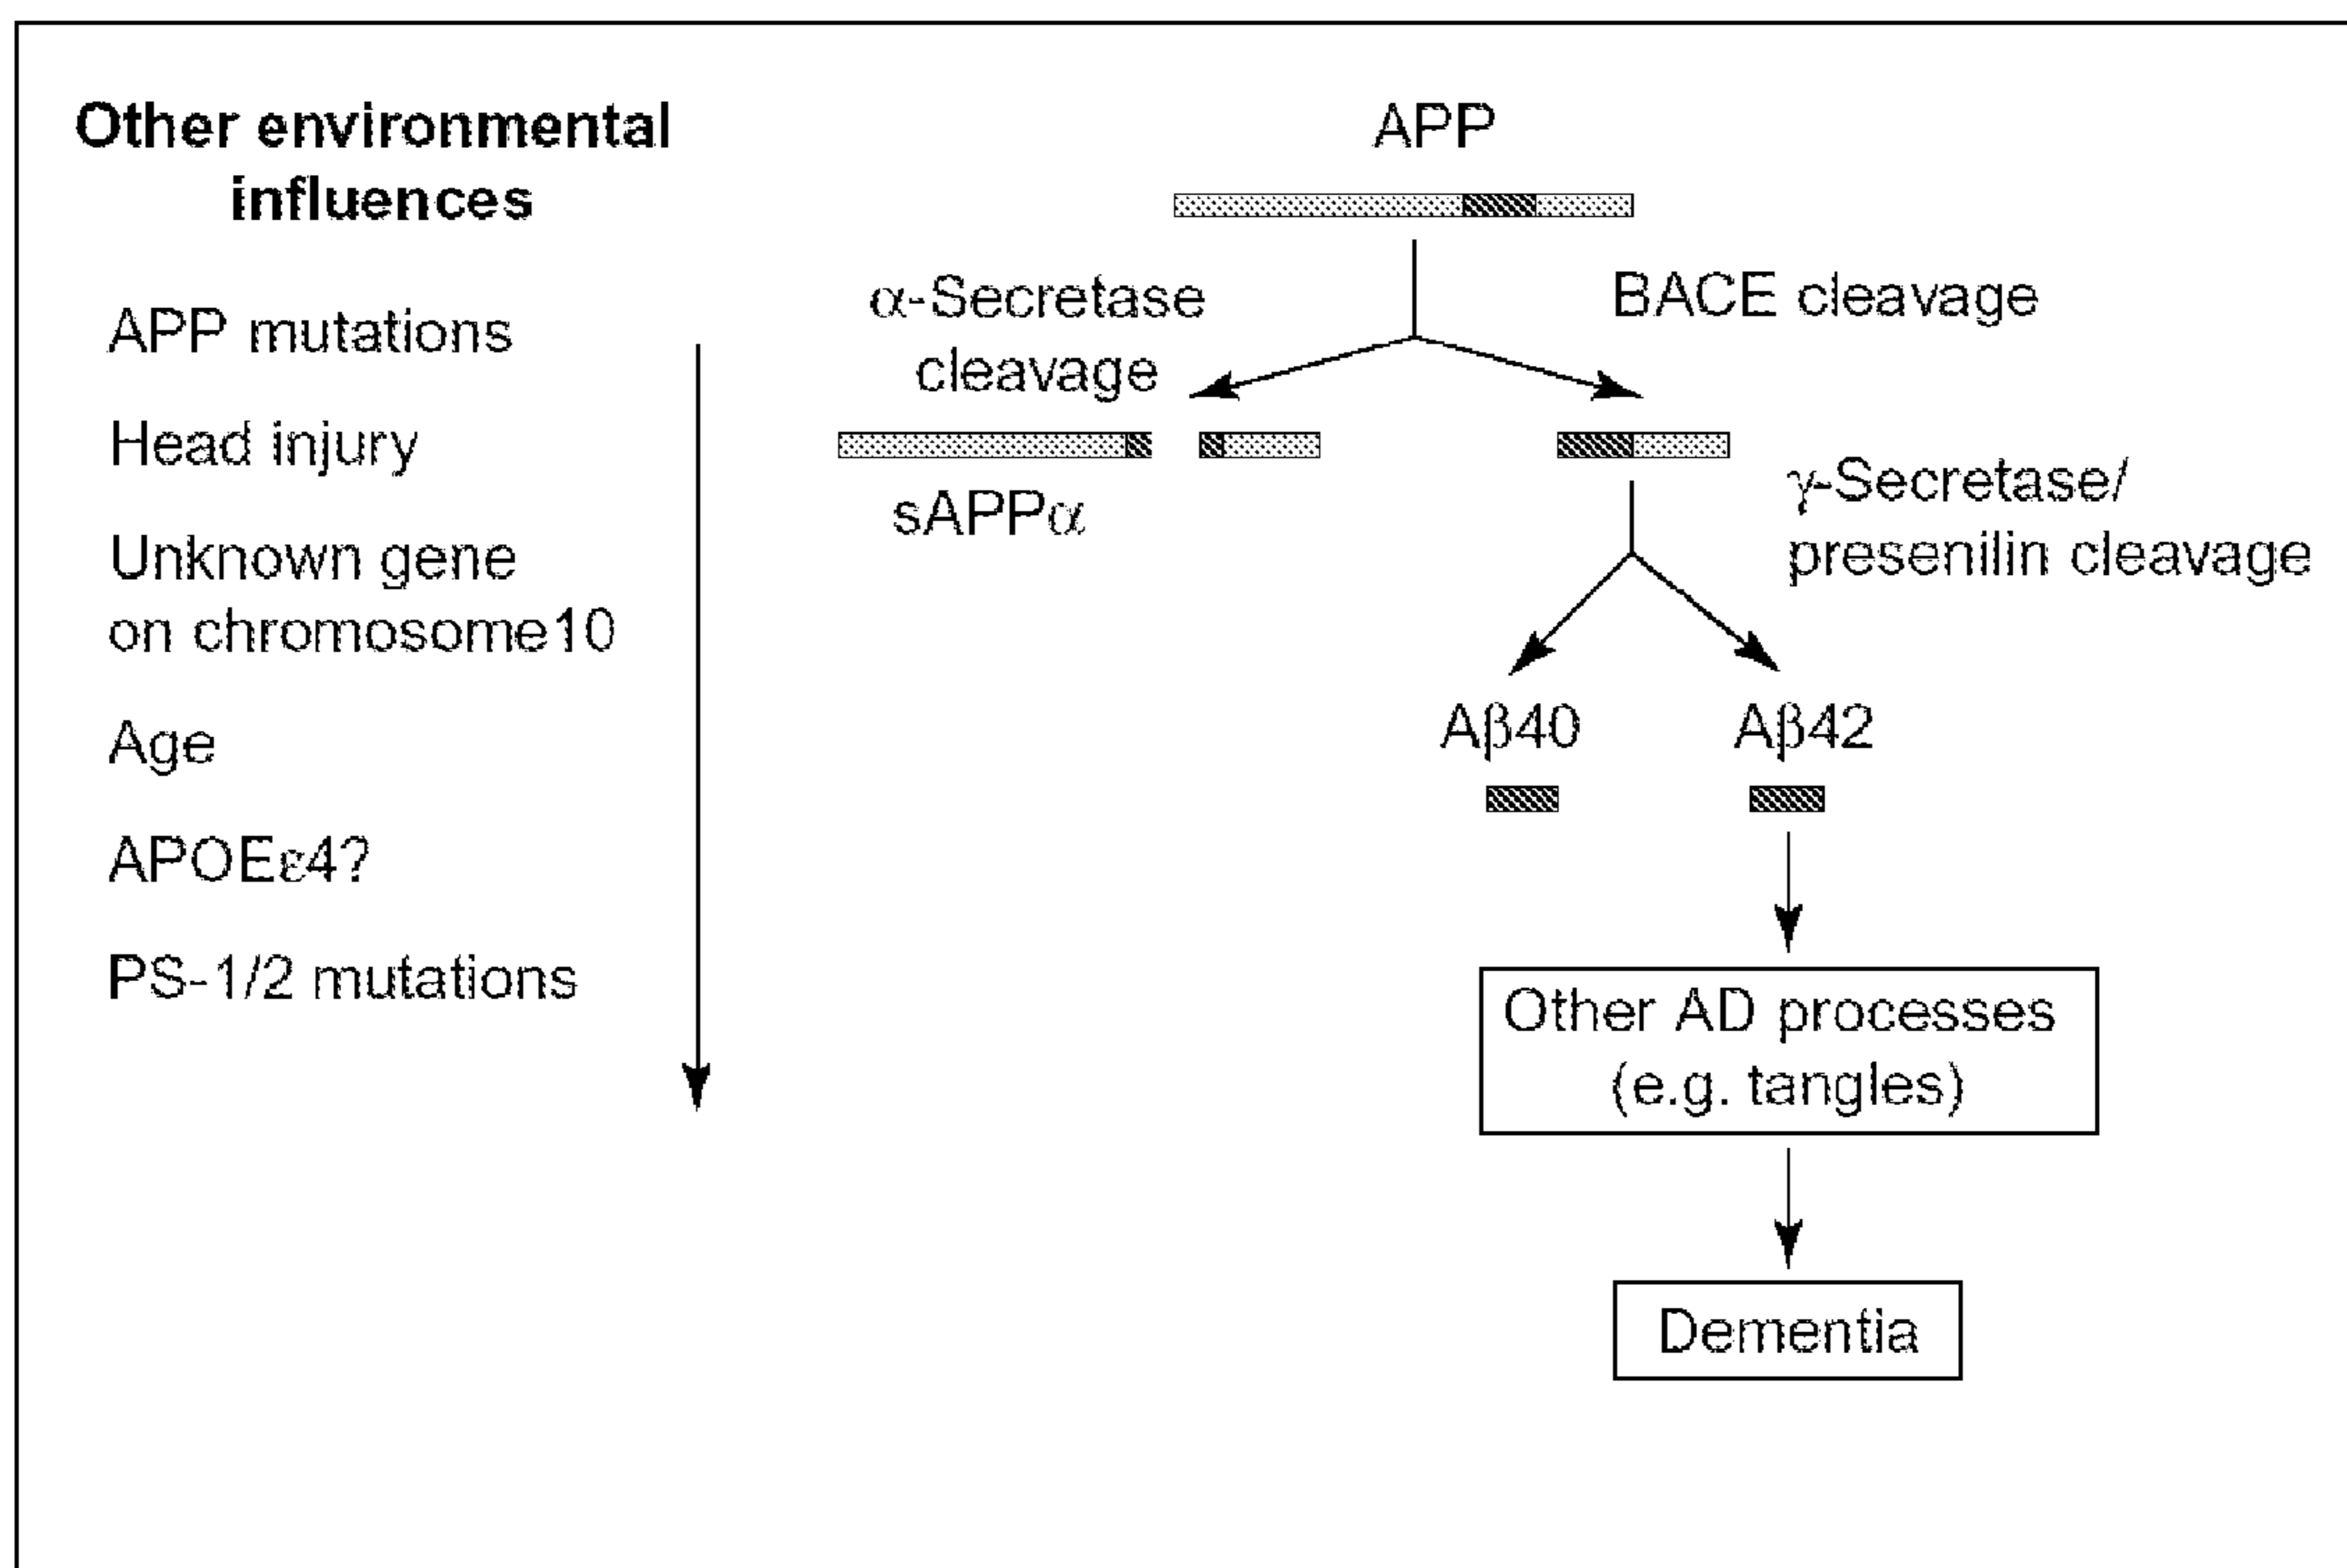 Other environmental
influences
APP mutations
Head injury
Unknown gene
on chromosome10
Age
APOEε4?
PS-1/2 mutations
APP
α-Secretase
cleavage
BACE cleavage
sAPPα
γ-Secretase/
presenilin cleavage
Aβ40
Aβ42
Other AD processes
(e.g. tangles)
Dementia